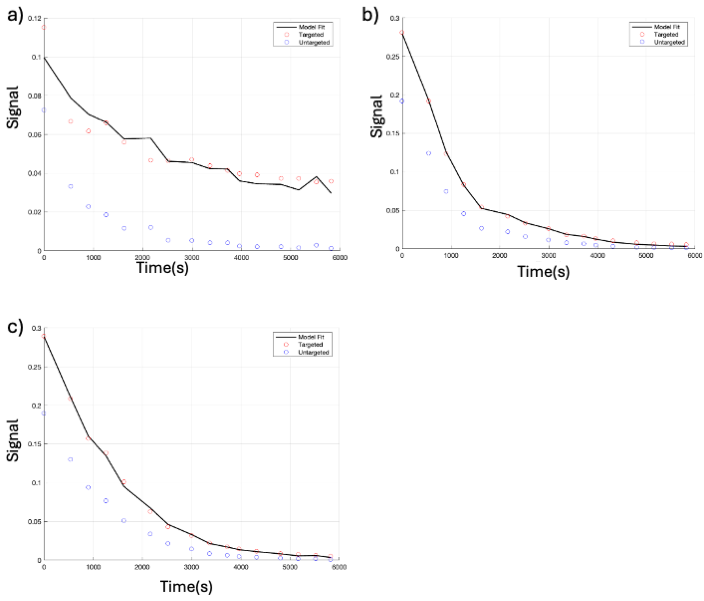 a)
0.12
0.1
0.08
0.06
0.04
0.02
0
Signal
0 1000 2000 3000 4000 5000 6000
Time(s)
Model Fit
Targeted
Untargeted
b)
0.3
0.25
0.2
0.15
0.1
0.05
0
Signal
0 1000 2000 3000 4000 5000 6000
Time(s)
Model Fit
Targeted
Untargeted
c)
0.3
0.25
0.2
0.15
0.1
0.05
0
Signal
0 1000 2000 3000 4000 5000 6000
Time(s)
Model Fit
Targeted
Untargeted